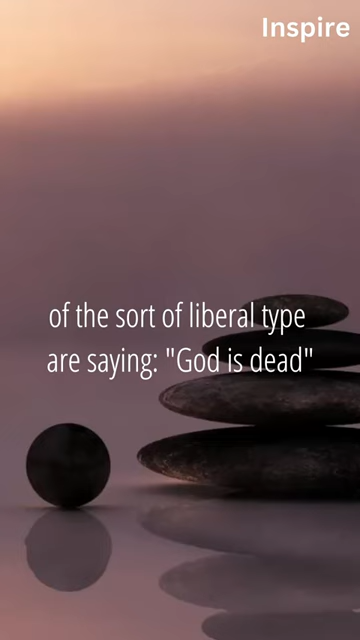 Inspire
of the sort of liberal type
are saying: "God is dead"